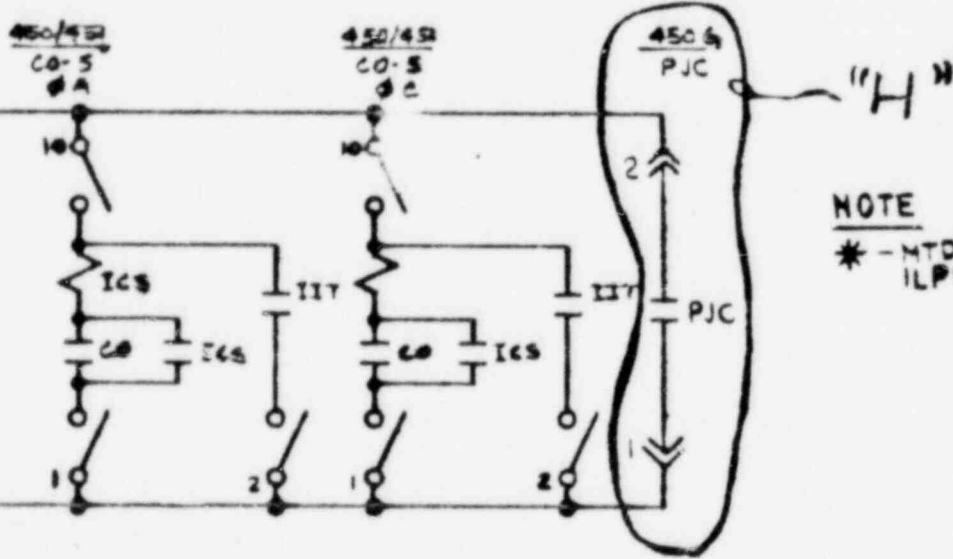 450/451
CO-5
ØA
450/451
CO-5
ØC
450G
PJC
"H"
10
10
2
NOTE
* - MTD
ICS
IIT
IIT
PJC
CO
ICS
CO
ICS
1
2
1
2
1